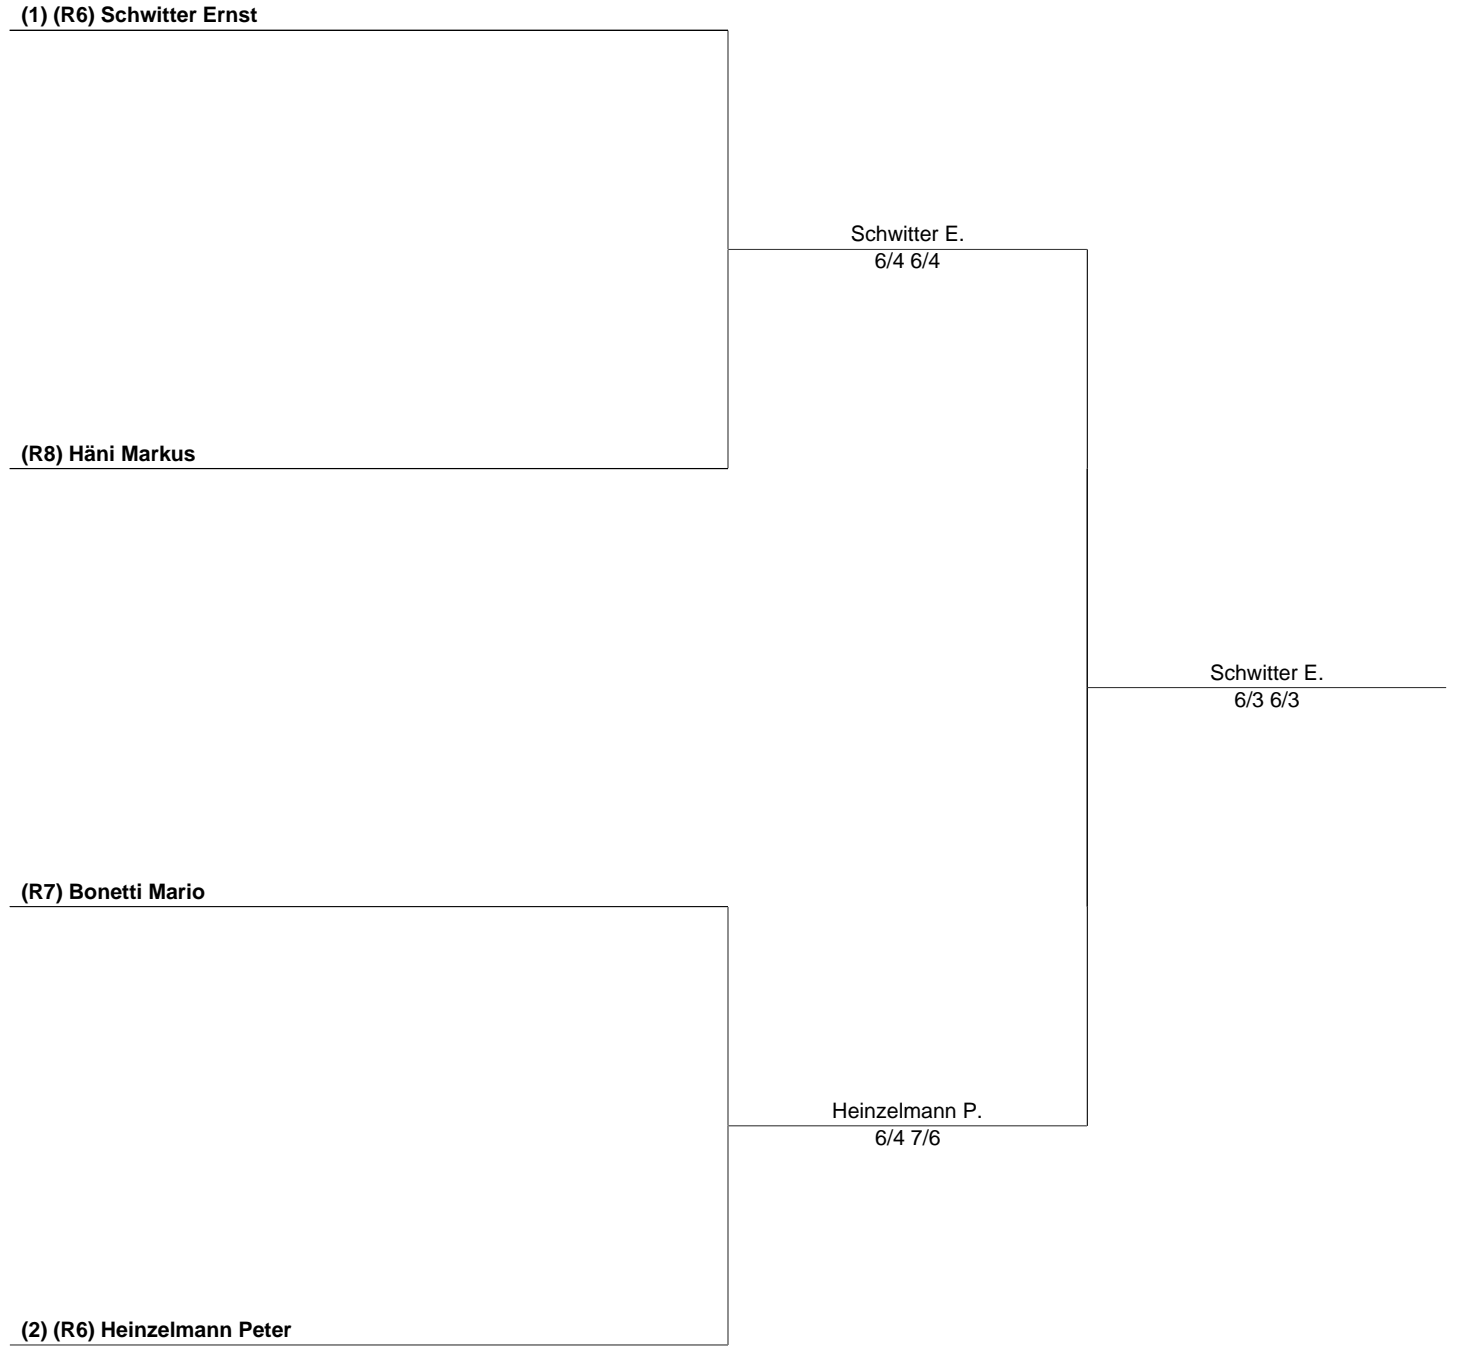 (1) (R6) Schwitter Ernst
Schwitter E.
6/4 6/4
(R8) Häni Markus
Schwitter E.
6/3 6/3
(R7) Bonetti Mario
Heinzelmann P.
6/4 7/6
(2) (R6) Heinzelmann Peter